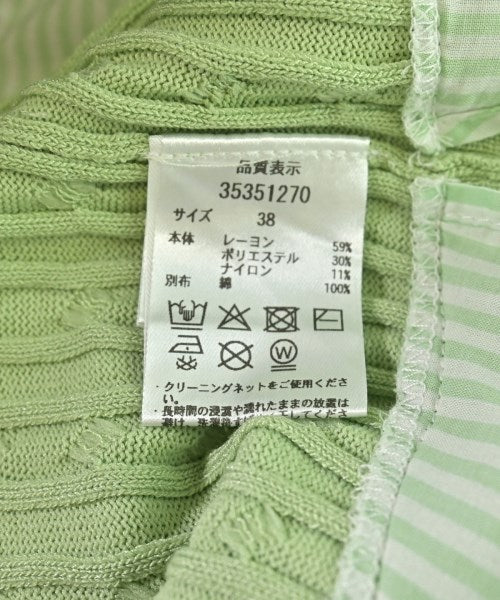 品質表示
35351270
サイズ 38
本体 レーヨン 59%
ポリエステル 30%
ナイロン 11%
別布 綿 100%
W
・クリーニングネットをご使用くださ
い。
・長時間の浸漬や濡れたままの放置は
避け、